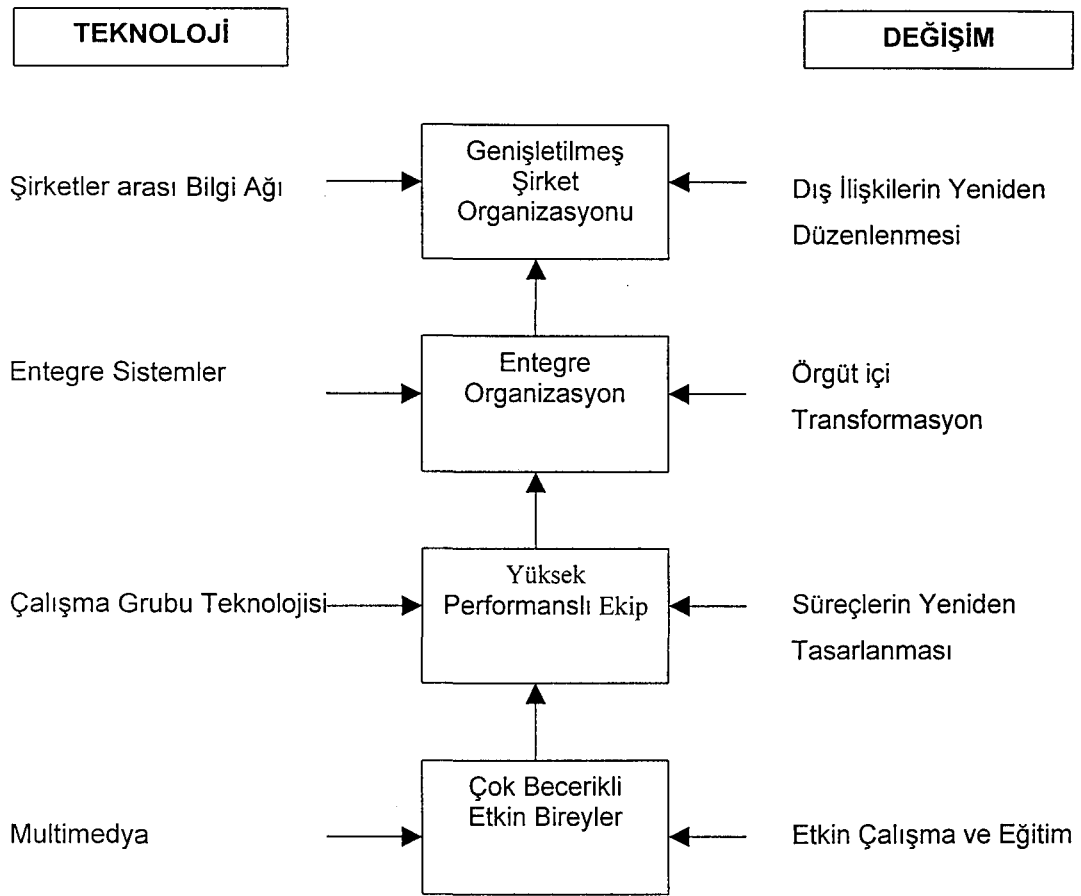 TEKNOLOJİ
DEĞİŞİM
Şirketler arası Bilgi Ağı
Genişletilmeş
Şirket
Organizasyonu
Dış İlişkilerin Yeniden
Düzenlenmesi
Entegre Sistemler
Entegre
Organizasyon
Örgüt içi
Transformasyon
Çalışma Grubu Teknolojisi
Yüksek
Performanslı Ekip
Süreçlerin Yeniden
Tasarlanması
Multimedya
Çok Becerikli
Etkin Bireyler
Etkin Çalışma ve Eğitim